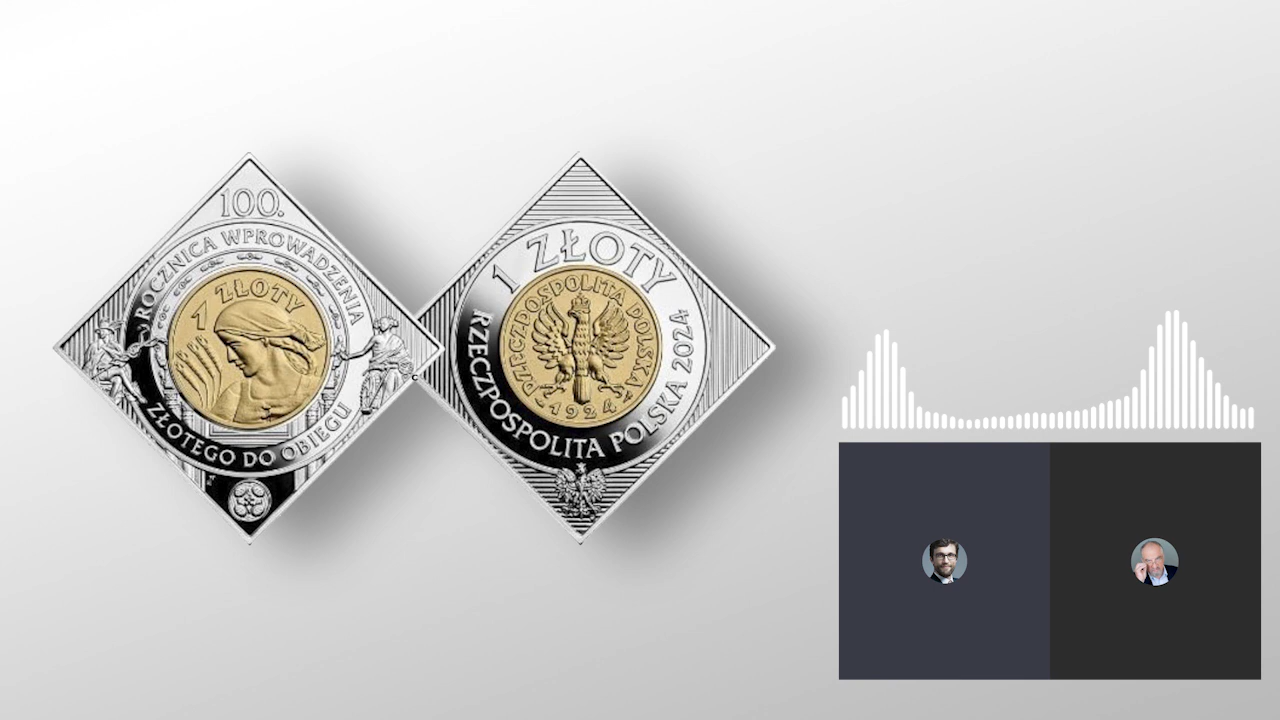 100.
ROCZNICA WPROWADZENIA
ZŁOTEGO DO OBIEGU
1 ZŁOTY
1 ZŁOTY
RZECZPOSPOLITA POLSKA 2024
RZECZPOSPOLITA POLSKA
1924